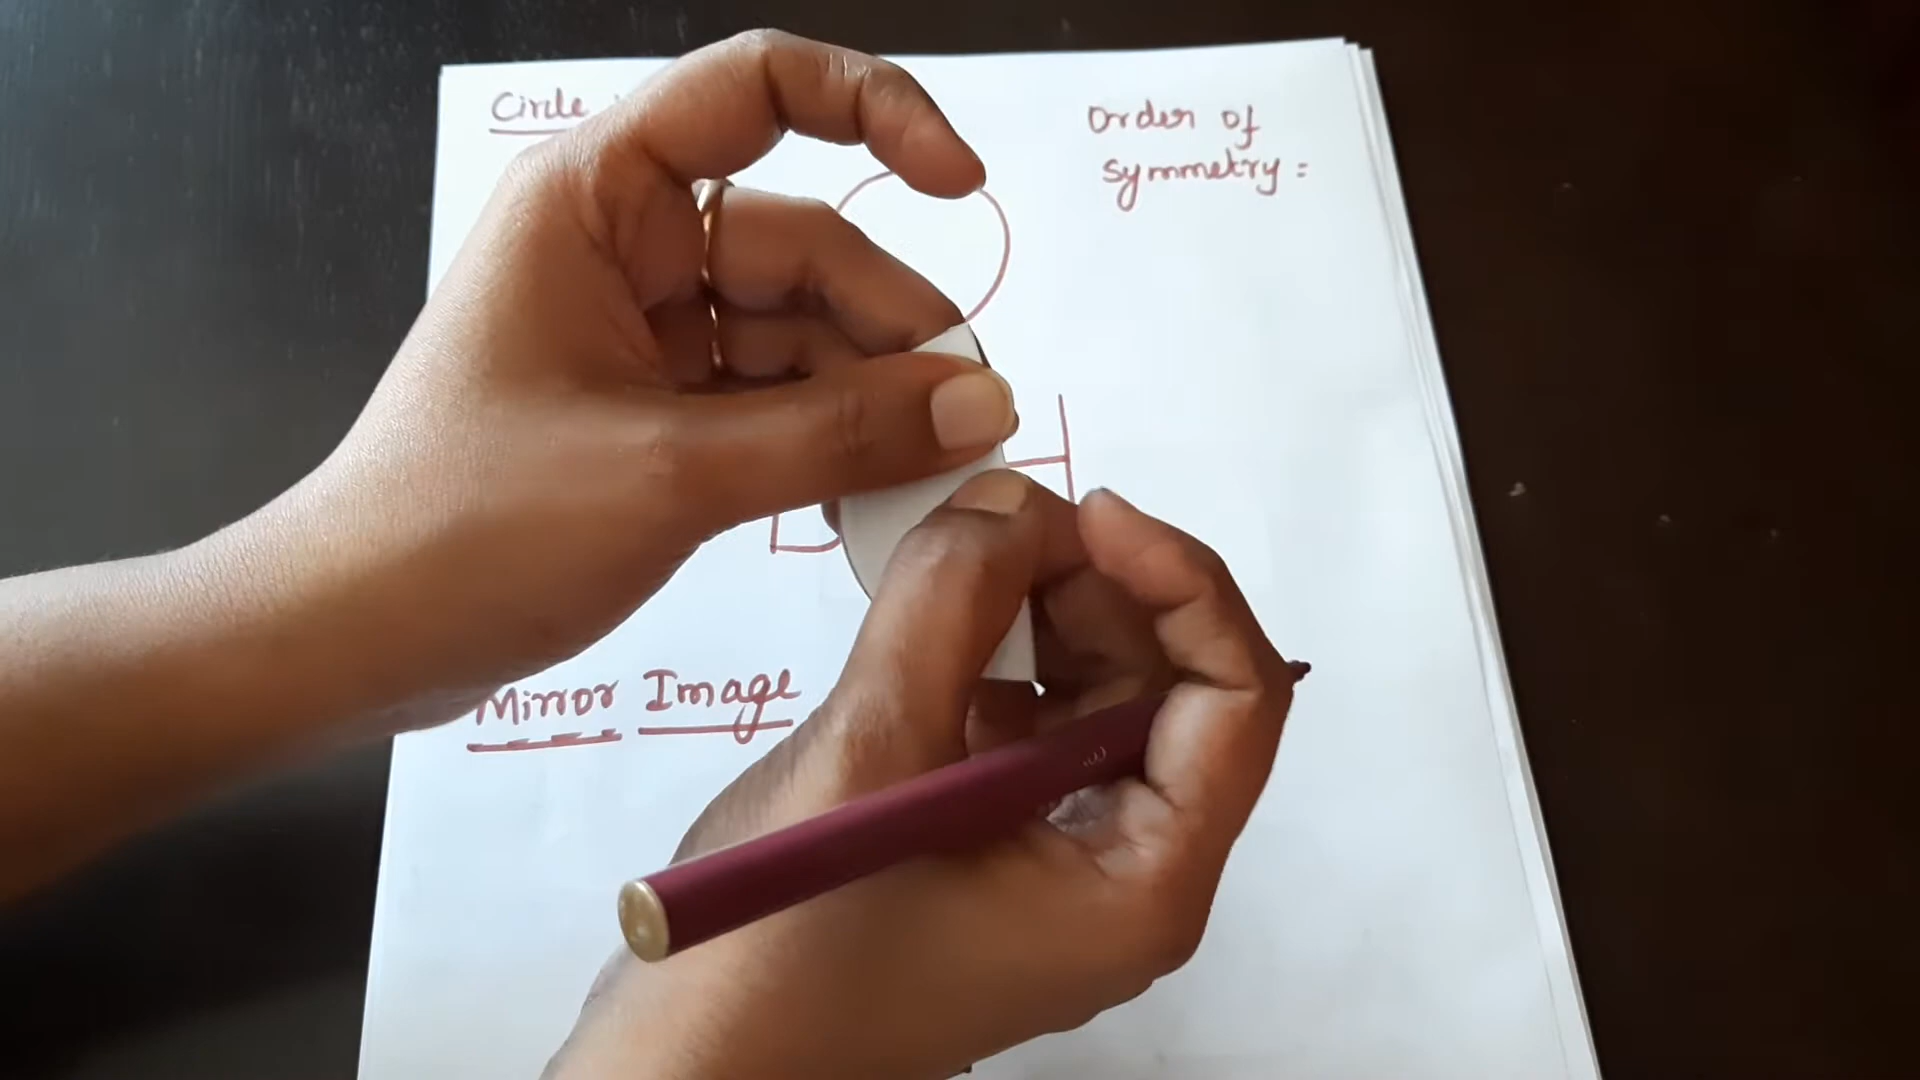 Circle
Order of
symmetry =
H
Mirror Image